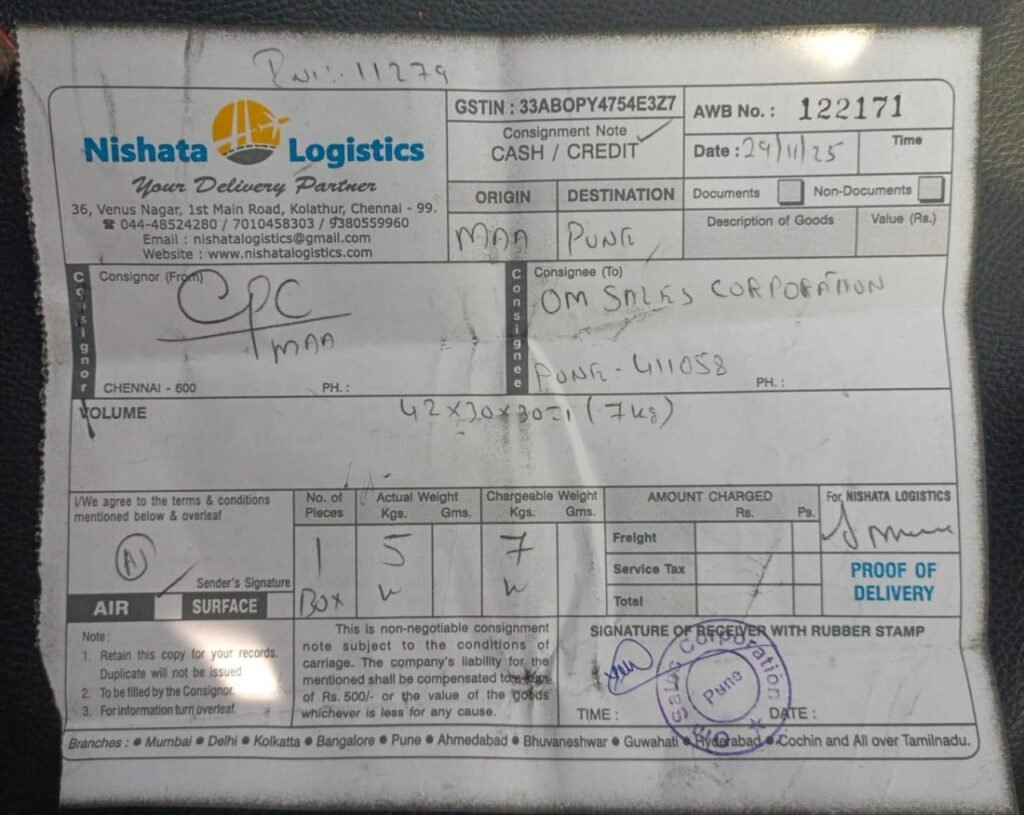 11279
Nishata Logistics
Your Delivery Partner
36, Venus Nagar, 1st Main Road, Kolathur, Chennai - 99.
☎ 044-48524280 / 7010458303 / 9380559960
Email : nishatalogistics@gmail.com
Website : www.nishatalogistics.com
GSTIN : 33ABOPY4754E3Z7
Consignment Note
CASH / CREDIT
AWB No. : 122171
Date : 29/11/25
Time
ORIGIN DESTINATION
MAA PUNE
Documents Non-Documents
Description of Goods Value (Rs.)
Consignor
Consignor (From)
CPC
MAA
CHENNAI - 600 PH. :
Consignee
Consignee (To)
OM SALES CORPORATION
PUNE - 411058
PH. :
VOLUME
42x30x30=1 (7kg)
I/We agree to the terms & conditions
mentioned below & overleaf
Sender's Signature
AIR SURFACE
No. of Pieces Actual Weight Kgs. Gms. Chargeable Weight Kgs. Gms.
1 5 7
BOX
AMOUNT CHARGED
Rs. Ps.
Freight
Service Tax
Total
For NISHATA LOGISTICS
PROOF OF
DELIVERY
Note :
1. Retain this copy for your records.
Duplicate will not be issued
2. To be filled by the Consignor.
3. For information turn overleaf.
This is non-negotiable consignment
note subject to the conditions of
carriage. The company's liability for the
mentioned shall be compensated to a sum
of Rs. 500/- or the value of the goods
whichever is less for any cause.
SIGNATURE OF RECEIVER WITH RUBBER STAMP
Om Sales Corporation
Pune
TIME : DATE :
Branches : ● Mumbai ● Delhi ● Kolkatta ● Bangalore ● Pune ● Ahmedabad ● Bhuvaneshwar ● Guwahati ● Hyderabad ● Cochin and All over Tamilnadu.